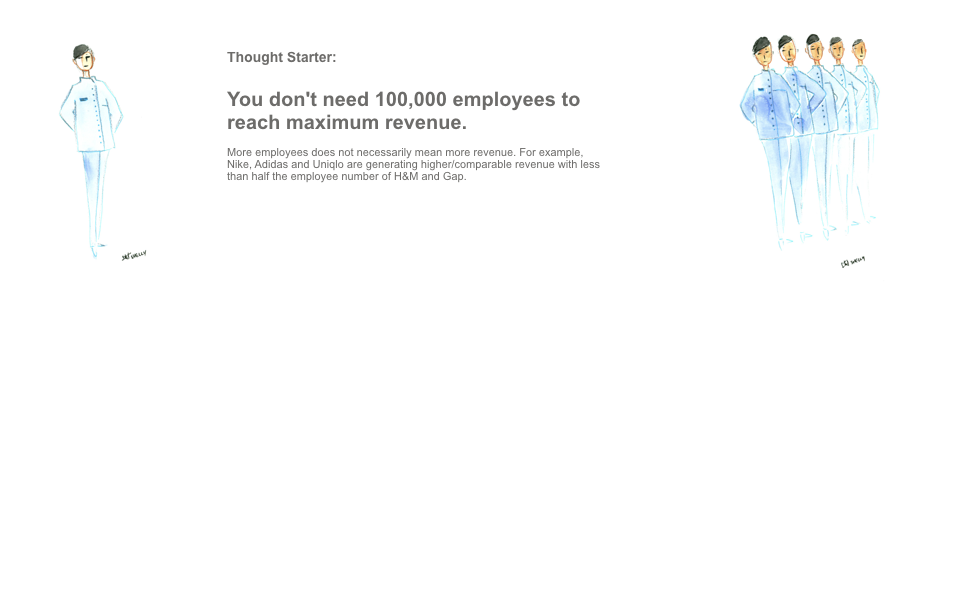 Thought Starter:
You don't need 100,000 employees to
reach maximum revenue.
More employees does not necessarily mean more revenue. For example,
Nike, Adidas and Uniqlo are generating higher/comparable revenue with less
than half the employee number of H&M and Gap.